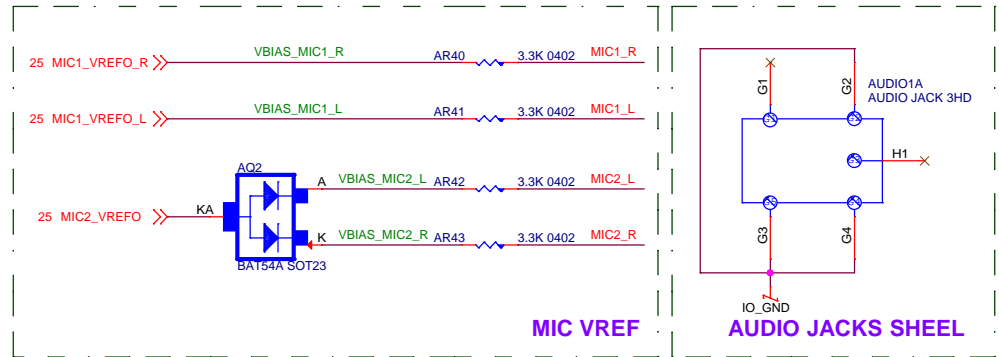 25 MIC1_VREFO_R
VBIAS_MIC1_R
AR40
3.3K 0402
MIC1_R
25 MIC1_VREFO_L
VBIAS_MIC1_L
AR41
3.3K 0402
MIC1_L
AQ2
A
VBIAS_MIC2_L
AR42
3.3K 0402
MIC2_L
25 MIC2_VREFO
KA
K
VBIAS_MIC2_R
AR43
3.3K 0402
MIC2_R
BAT54A SOT23
MIC VREF
G1
G2
AUDIO1A
AUDIO JACK 3HD
H1
G3
G4
IO_GND
AUDIO JACKS SHEEL